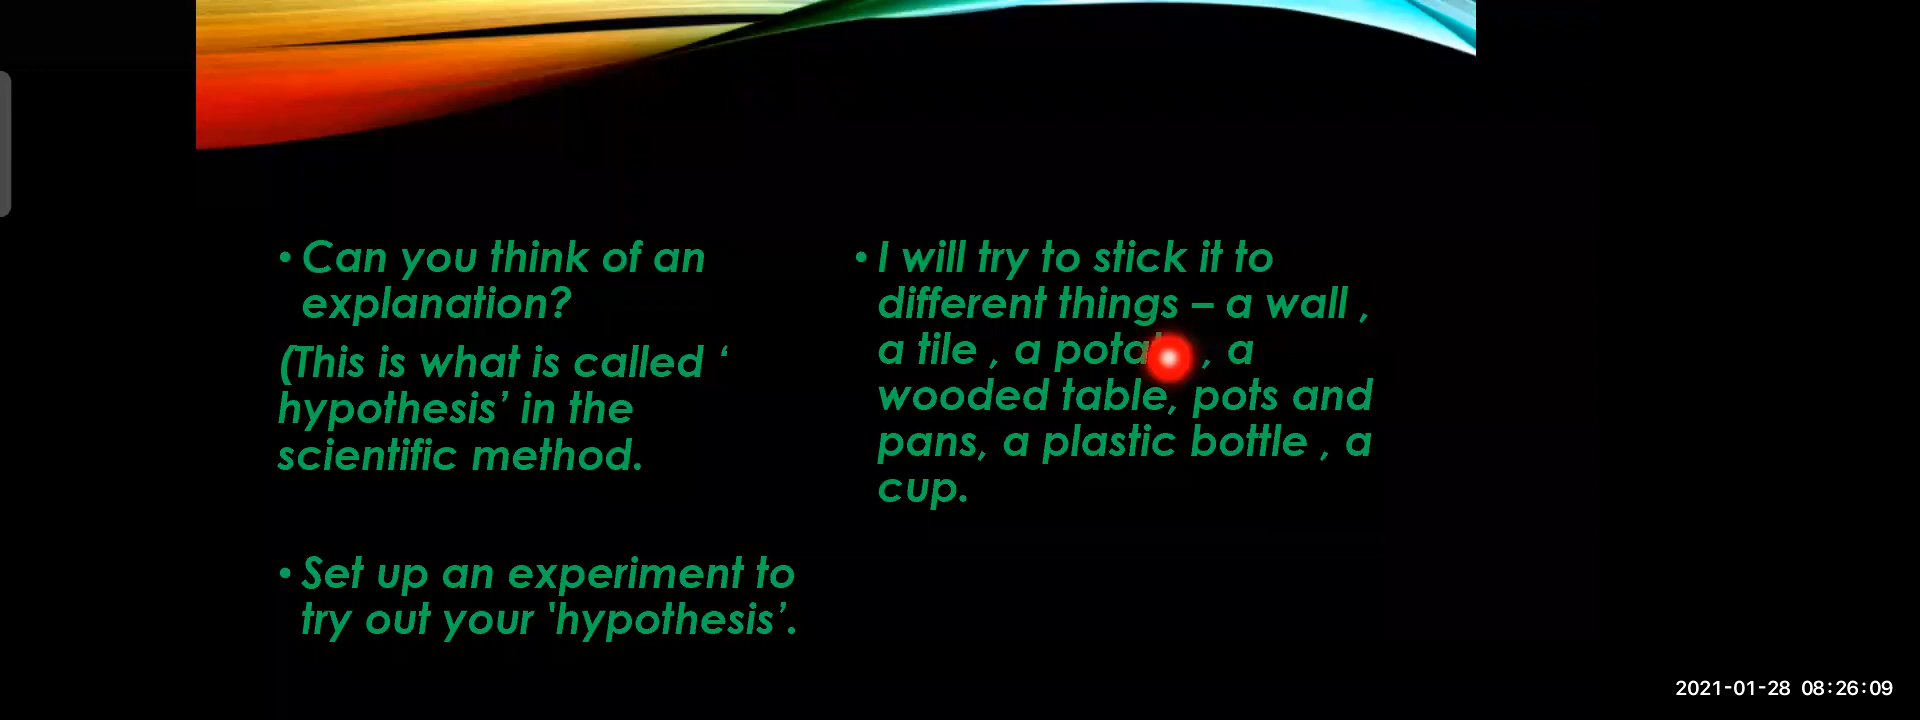 • Can you think of an
explanation?
(This is what is called ‘
hypothesis’ in the
scientific method.
• Set up an experiment to
try out your 'hypothesis’.
• I will try to stick it to
different things – a wall ,
a tile , a , a
wooded table, pots and
pans, a plastic bottle , a
cup.
2021-01-28 08:26:09